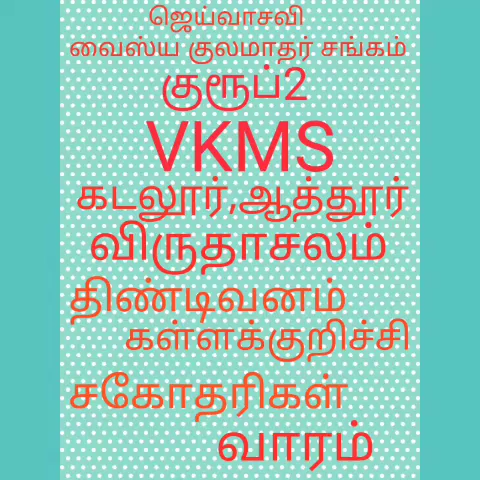 ஜெய்வாசவி
வைஸ்ய குலமாதர் சங்கம்
குரூப்2
VKMS
கடலூர்,ஆத்தூர்
விருதாசலம்
திண்டிவனம்
கள்ளக்குறிச்சி
சகோதரிகள்
வாரம்